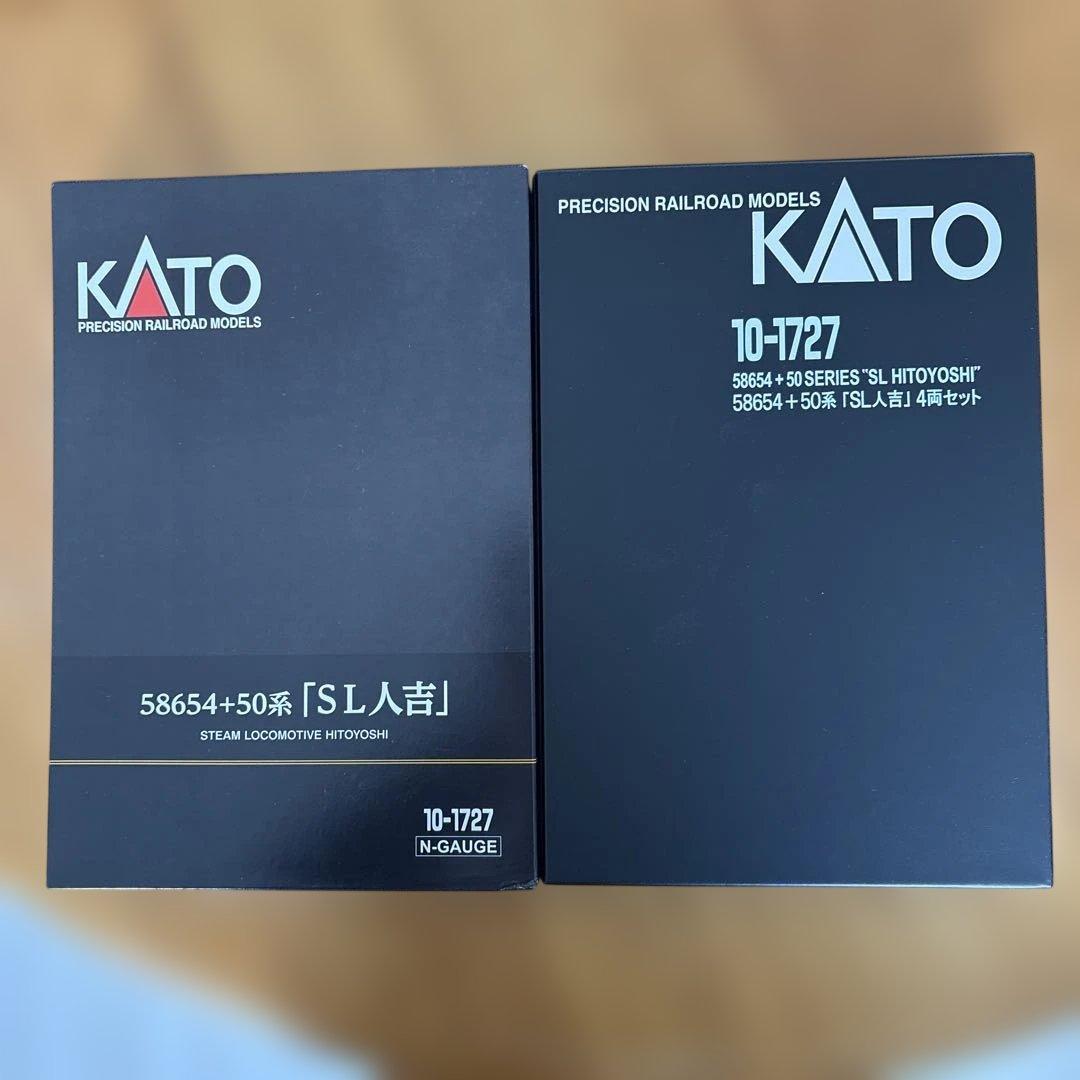 KATO
PRECISION RAILROAD MODELS
58654+50系「SL人吉」
STEAM LOCOMOTIVE HITOYOSHI
10-1727
N-GAUGE
PRECISION RAILROAD MODELS
KATO
10-1727
58654+50 SERIES "SL HITOYOSHI"
58654+50系「SL人吉」4両セット